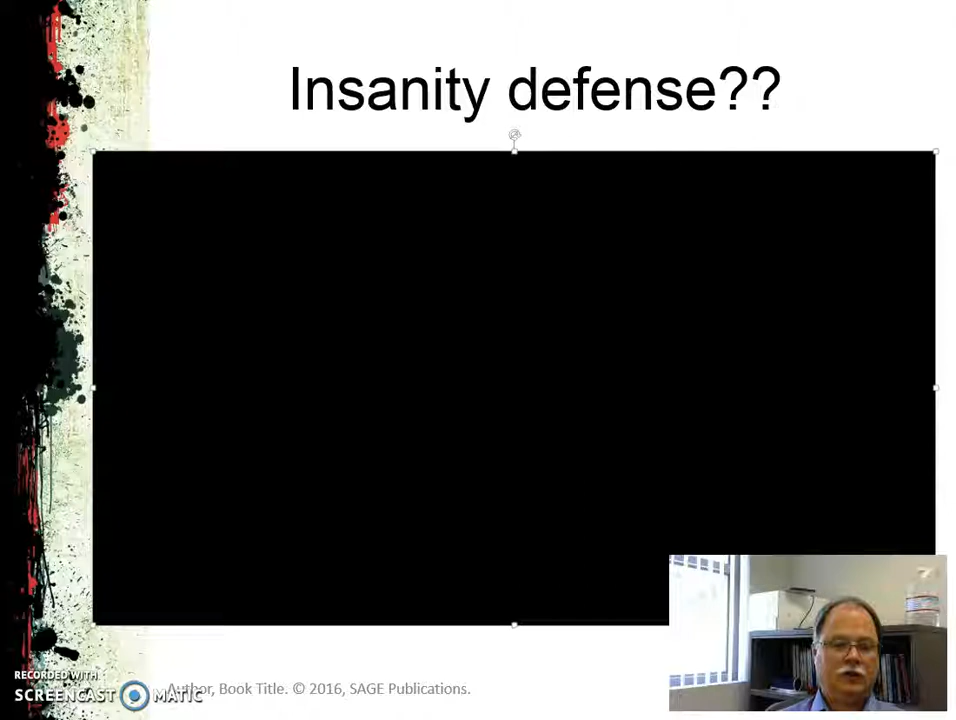 Insanity defense??
RECORDED WITH
SCREENCAST MATIC
Author, Book Title. © 2016, SAGE Publications.